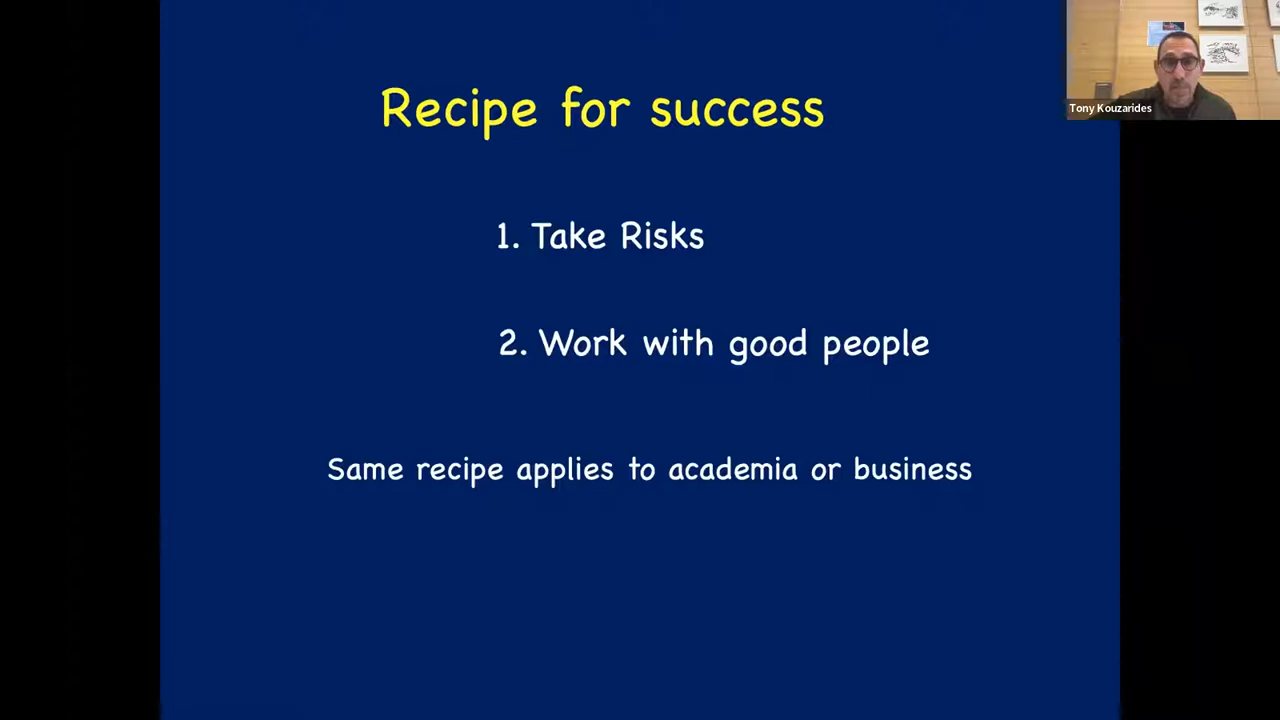 Recipe for success
1. Take Risks
2. Work with good people
Same recipe applies to academia or business
Tony Kouzarides